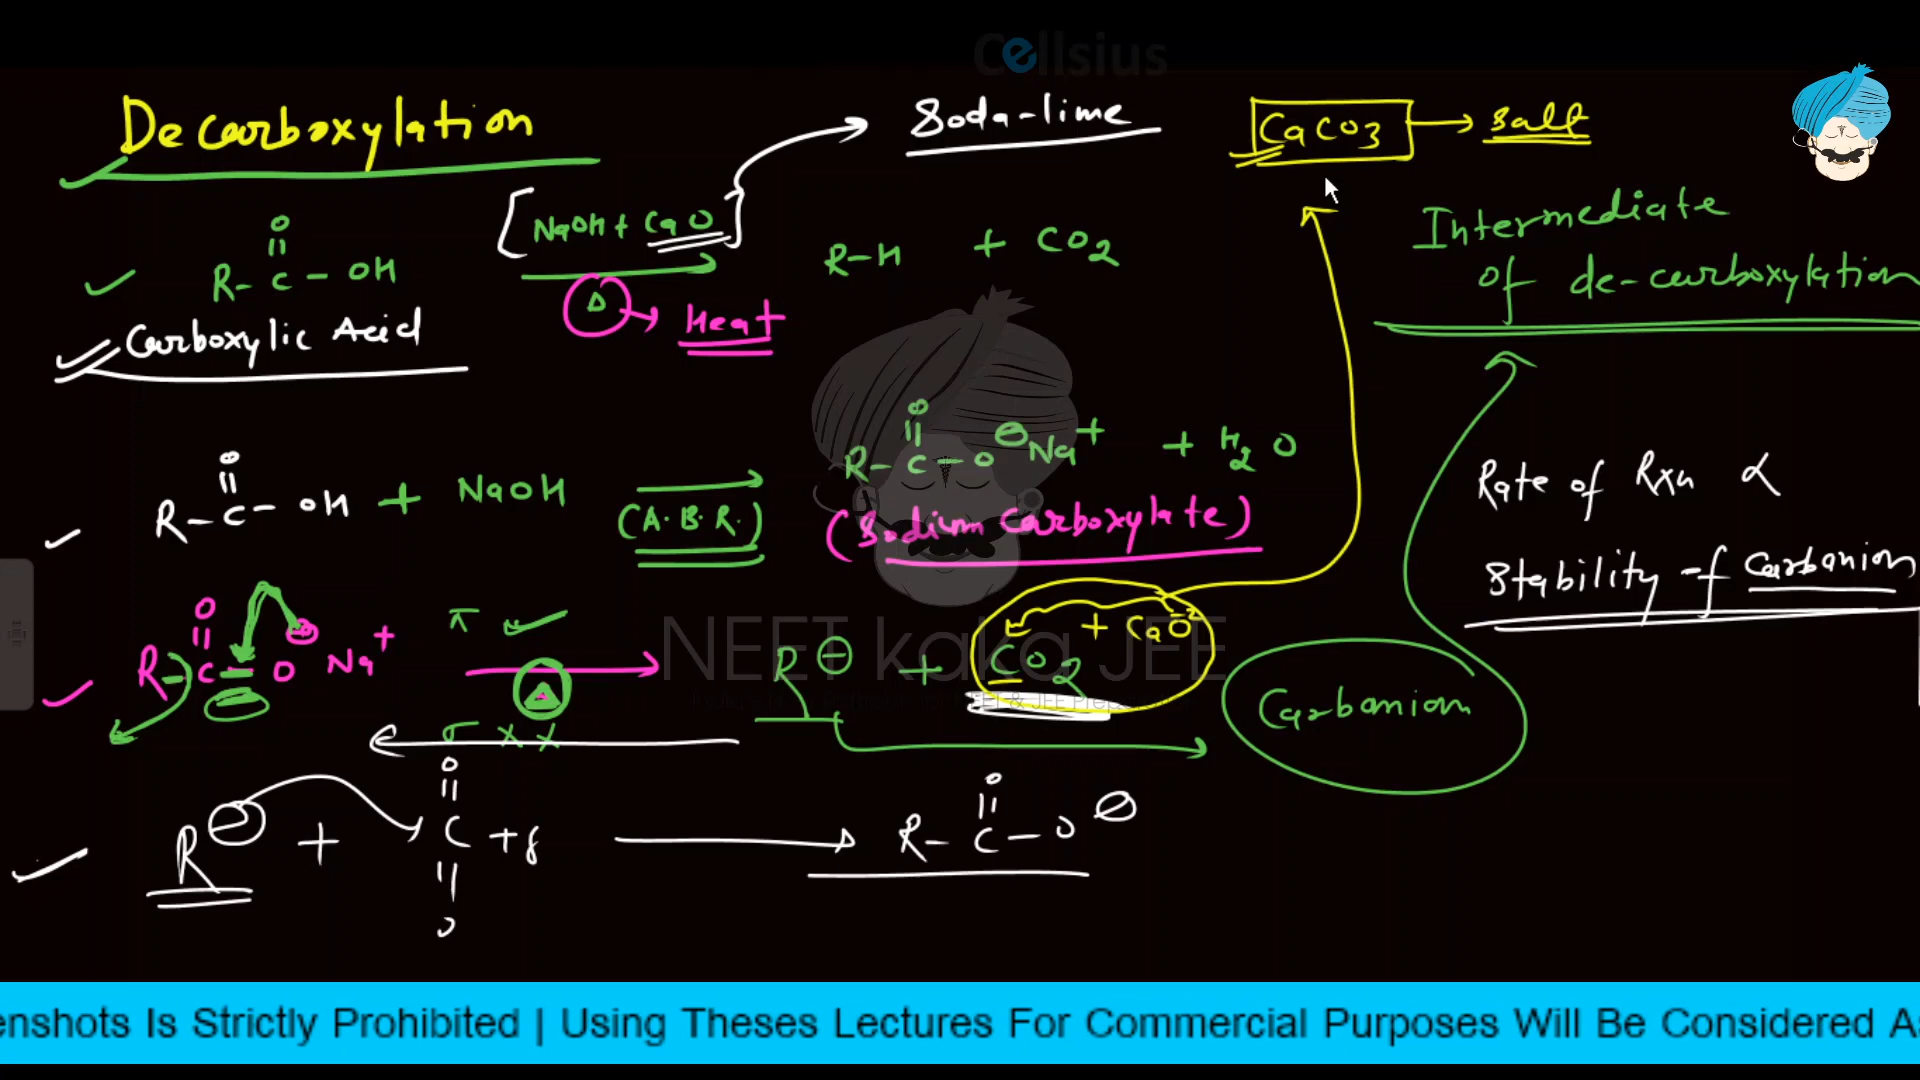 Cellsius
Decarboxylation
Soda-lime
CaCO3 → Salt
O
R-C-OH
[NaOH + CaO]
Δ → Heat
R-H + CO2
Intermediate
of de-carboxylation
Carboxylic Acid
O
R-C-OH + NaOH
(A.B.R.)
O
R-C-O⊖Na+ + H2O
(Sodium carboxylate)
Rate of Rxn α
Stability of Carbanion
O
R-C-O⊖ Na+
π ✓
Δ
σ x x
R⊖ + CO2 + CaO-2
Carbanion
NEET kaka JEE
R⊖ +
O
C +δ
O
O
R-C-O⊖
enshots Is Strictly Prohibited | Using Theses Lectures For Commercial Purposes Will Be Considered As